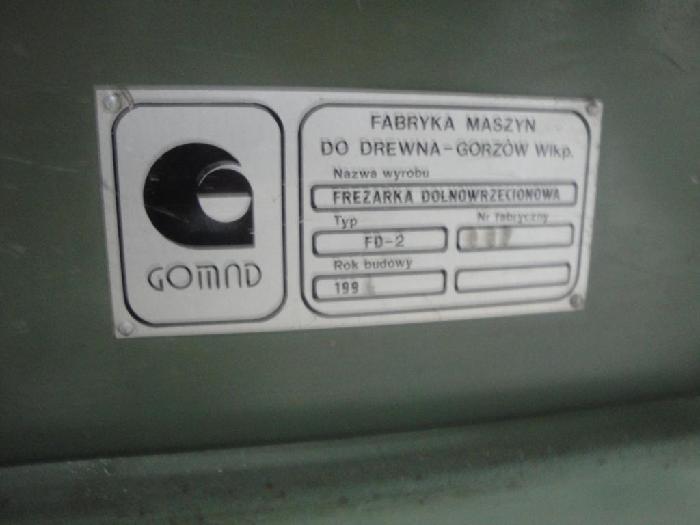 GOMAD
FABRYKA MASZYN
DO DREWNA-GORZÓW Wlkp.
Nazwa wyrobu
FREZARKA DOLNOWRZECIONOWA
Typ
Nr fabryczny
FD-2
Rok budowy
199